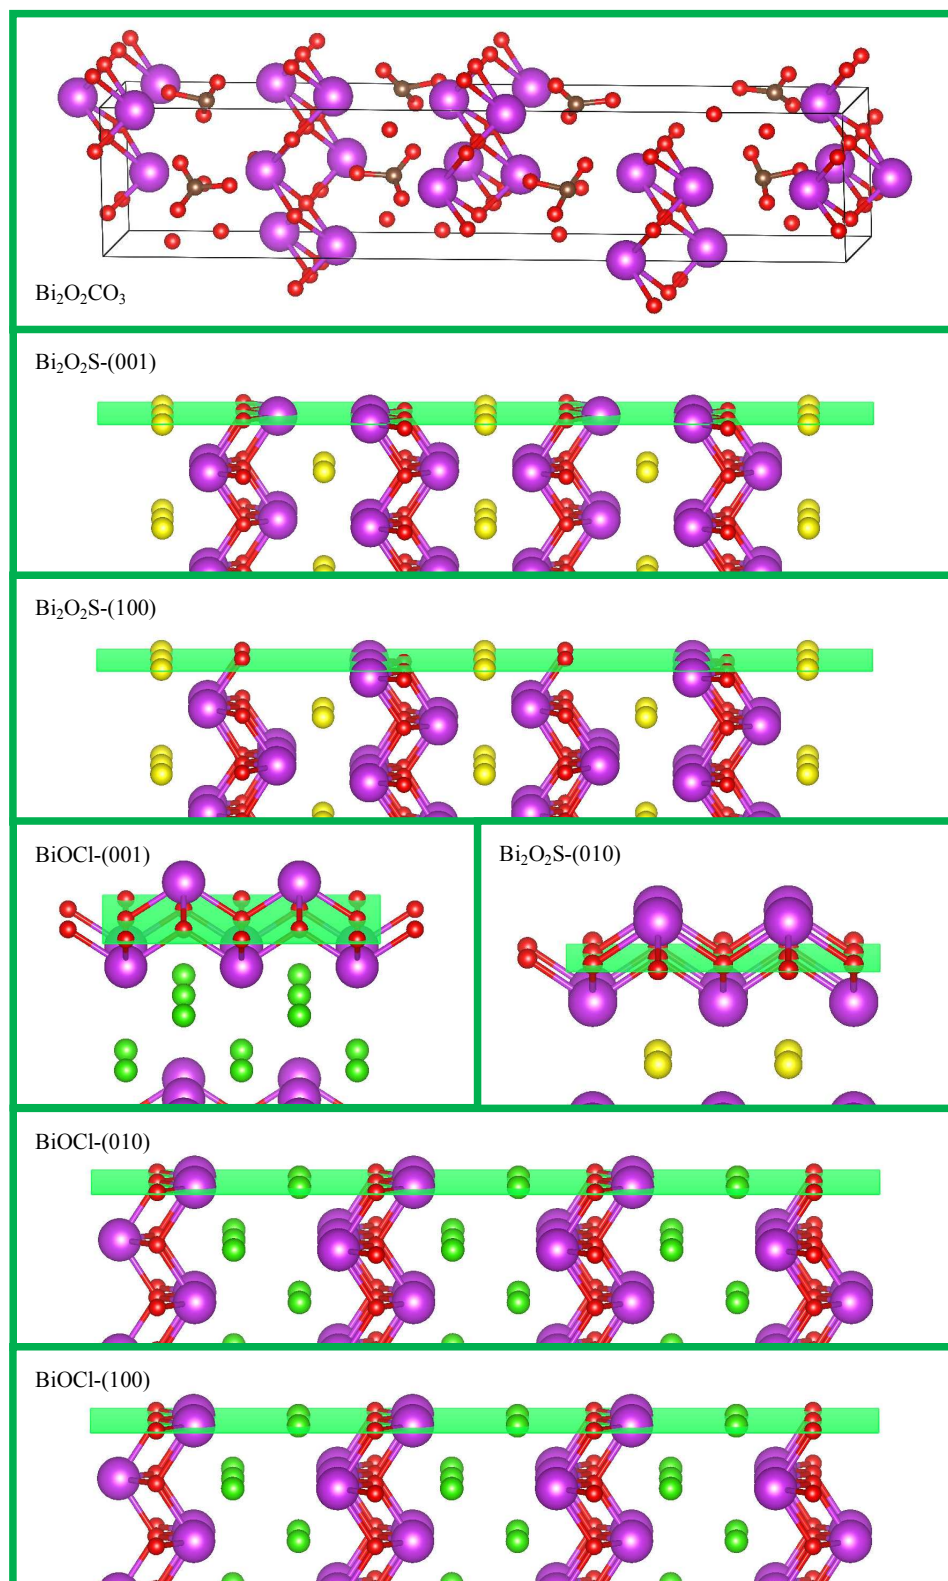 Bi₂O₂CO₃
Bi₂O₂S-(001)
Bi₂O₂S-(100)
BiOCl-(001)
Bi₂O₂S-(010)
BiOCl-(010)
BiOCl-(100)